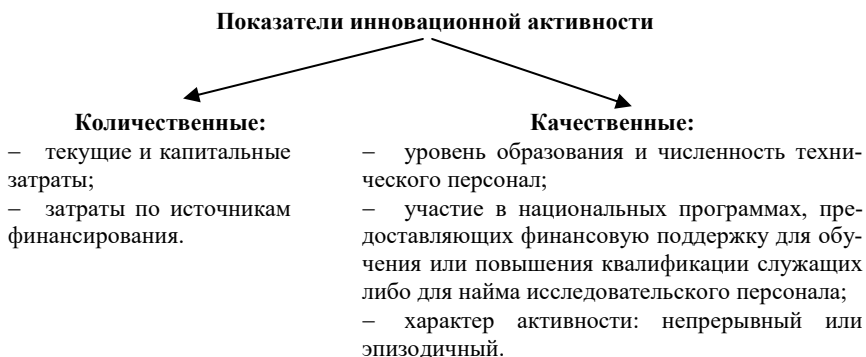 Показатели инновационной активности
Количественные:
– текущие и капитальные
затраты;
– затраты по источникам
финансирования.
Качественные:
– уровень образования и численность техни-
ческого персонал;
– участие в национальных программах, пре-
доставляющих финансовую поддержку для обу-
чения или повышения квалификации служащих
либо для найма исследовательского персонала;
– характер активности: непрерывный или
эпизодичный.